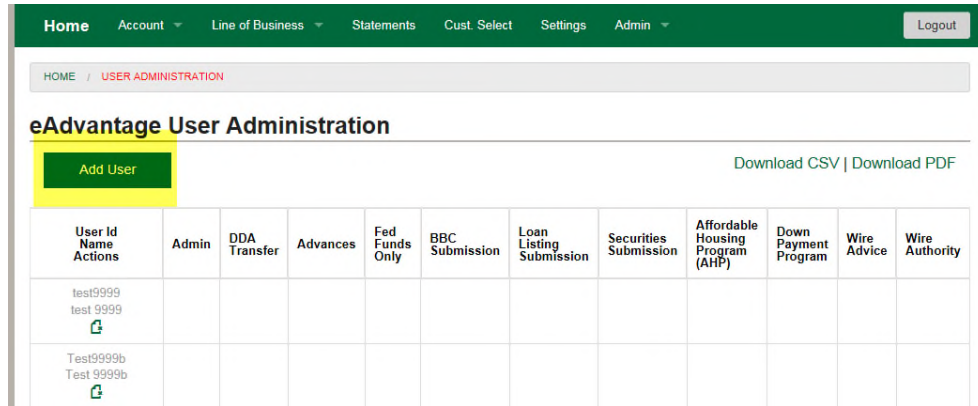 Home Account Line of Business Statements Cust. Select Settings Admin Logout
HOME / USER ADMINISTRATION
eAdvantage User Administration
Add User
Download CSV | Download PDF
User Id Name Actions
Admin
DDA Transfer
Advances
Fed Funds Only
BBC Submission
Loan Listing Submission
Securities Submission
Affordable Housing Program (AHP)
Down Payment Program
Wire Advice
Wire Authority
test9999
test 9999
Test9999b
Test 9999b